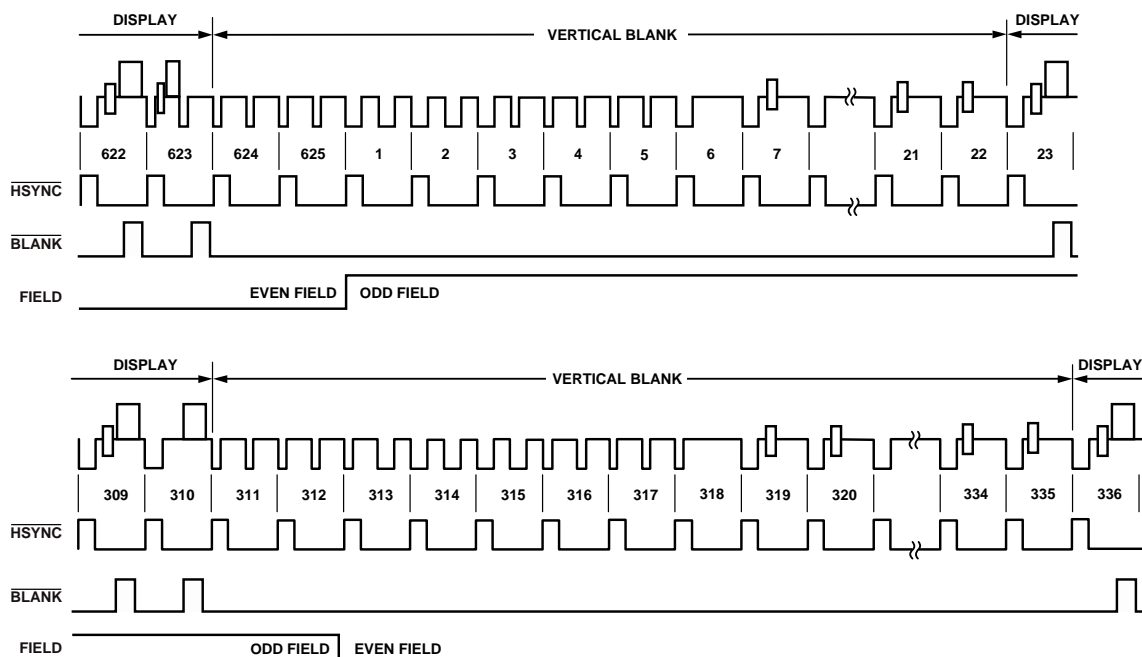 DISPLAY VERTICAL BLANK DISPLAY
622 623 624 625 1 2 3 4 5 6 7 21 22 23
HSYNC
BLANK
FIELD EVEN FIELD ODD FIELD
DISPLAY VERTICAL BLANK DISPLAY
309 310 311 312 313 314 315 316 317 318 319 320 334 335 336
HSYNC
BLANK
FIELD ODD FIELD EVEN FIELD